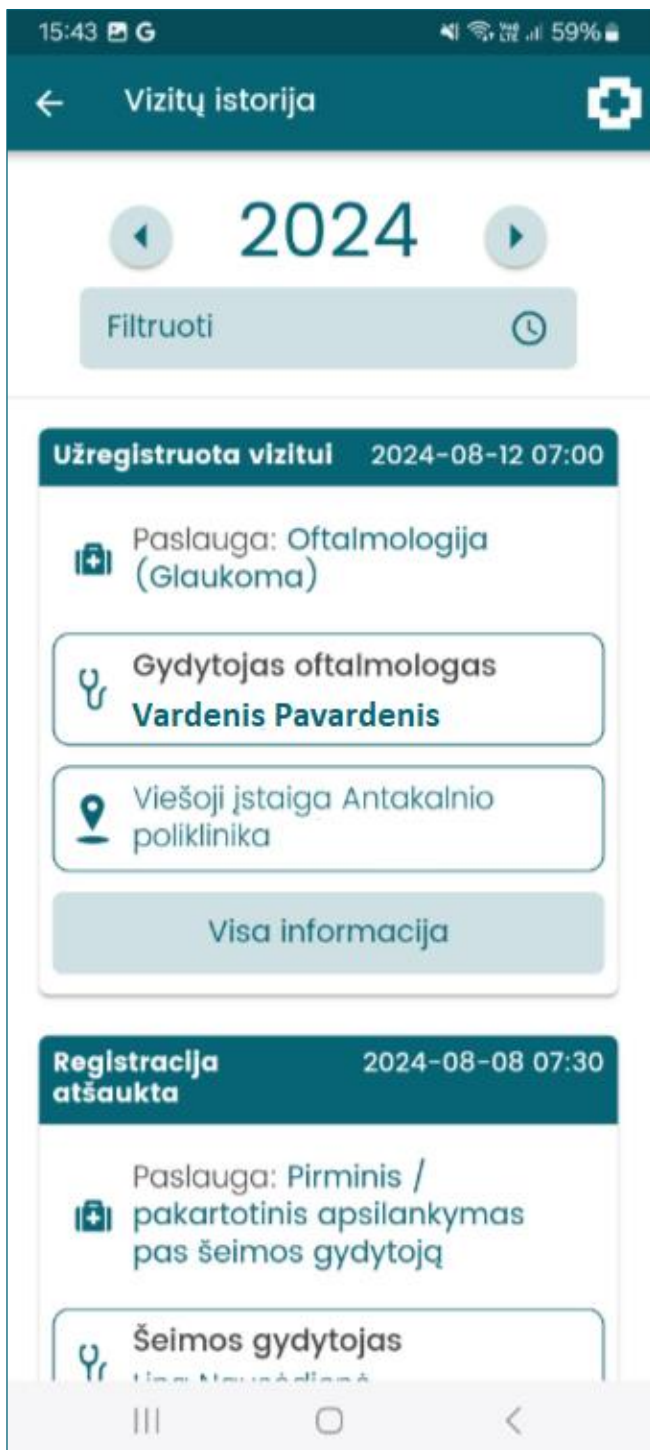 15:43 G 59%
Vizitų istorija
2024
Filtruoti
Užregistruota vizitui 2024-08-12 07:00
Paslauga: Oftalmologija
(Glaukoma)
Gydytojas oftalmologas
Vardenis Pavardenis
Viešoji įstaiga Antakalnio
poliklinika
Visa informacija
Registracija 2024-08-08 07:30
atšaukta
Paslauga: Pirminis /
pakartotinis apsilankymas
pas šeimos gydytoją
Šeimos gydytojas